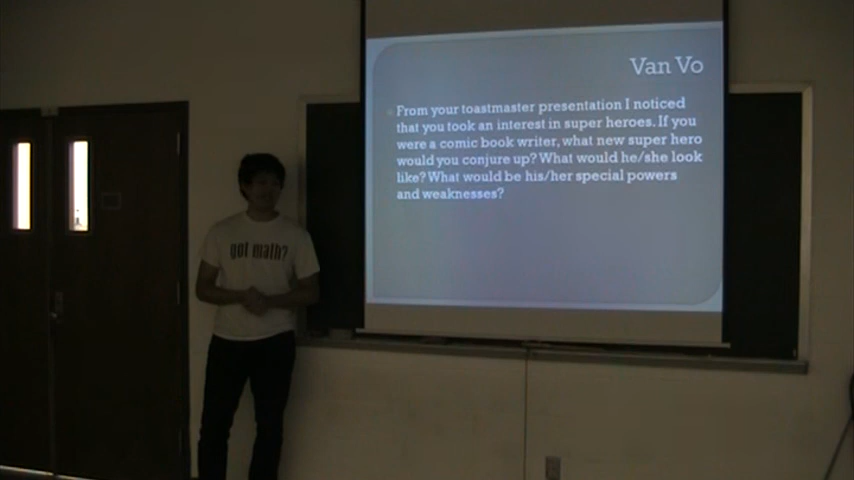 Van Vo
From your toastmaster presentation I noticed
that you took an interest in super heroes. If you
were a comic book writer, what new super hero
would you conjure up? What would he/she look
like? What would be his/her special powers
and weaknesses?
got math?